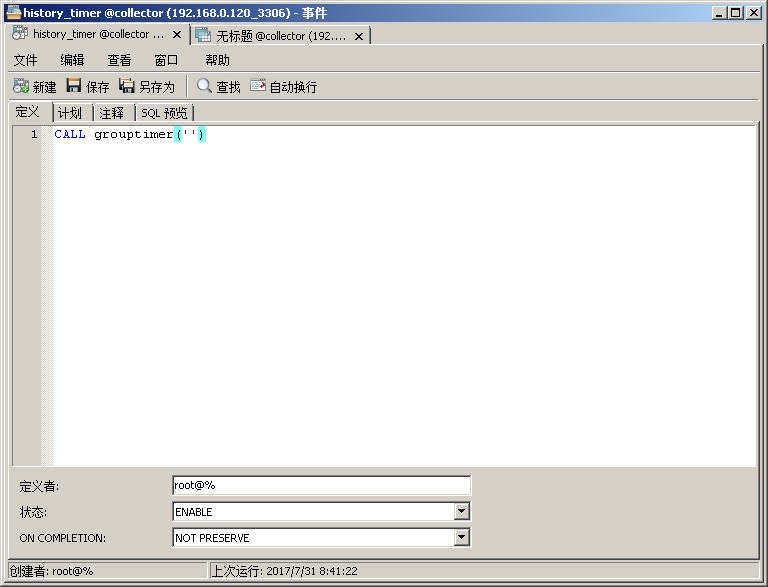 history_timer @collector (192.168.0.120_3306) - 事件
history_timer @collector ... 无标题 @collector (192....
文件 编辑 查看 窗口 帮助
新建 保存 另存为 查找 自动换行
定义 计划 注释 SQL 预览
1 CALL grouptimer('')
定义者: root@%
状态: ENABLE
ON COMPLETION: NOT PRESERVE
创建者: root@% 上次运行: 2017/7/31 8:41:22